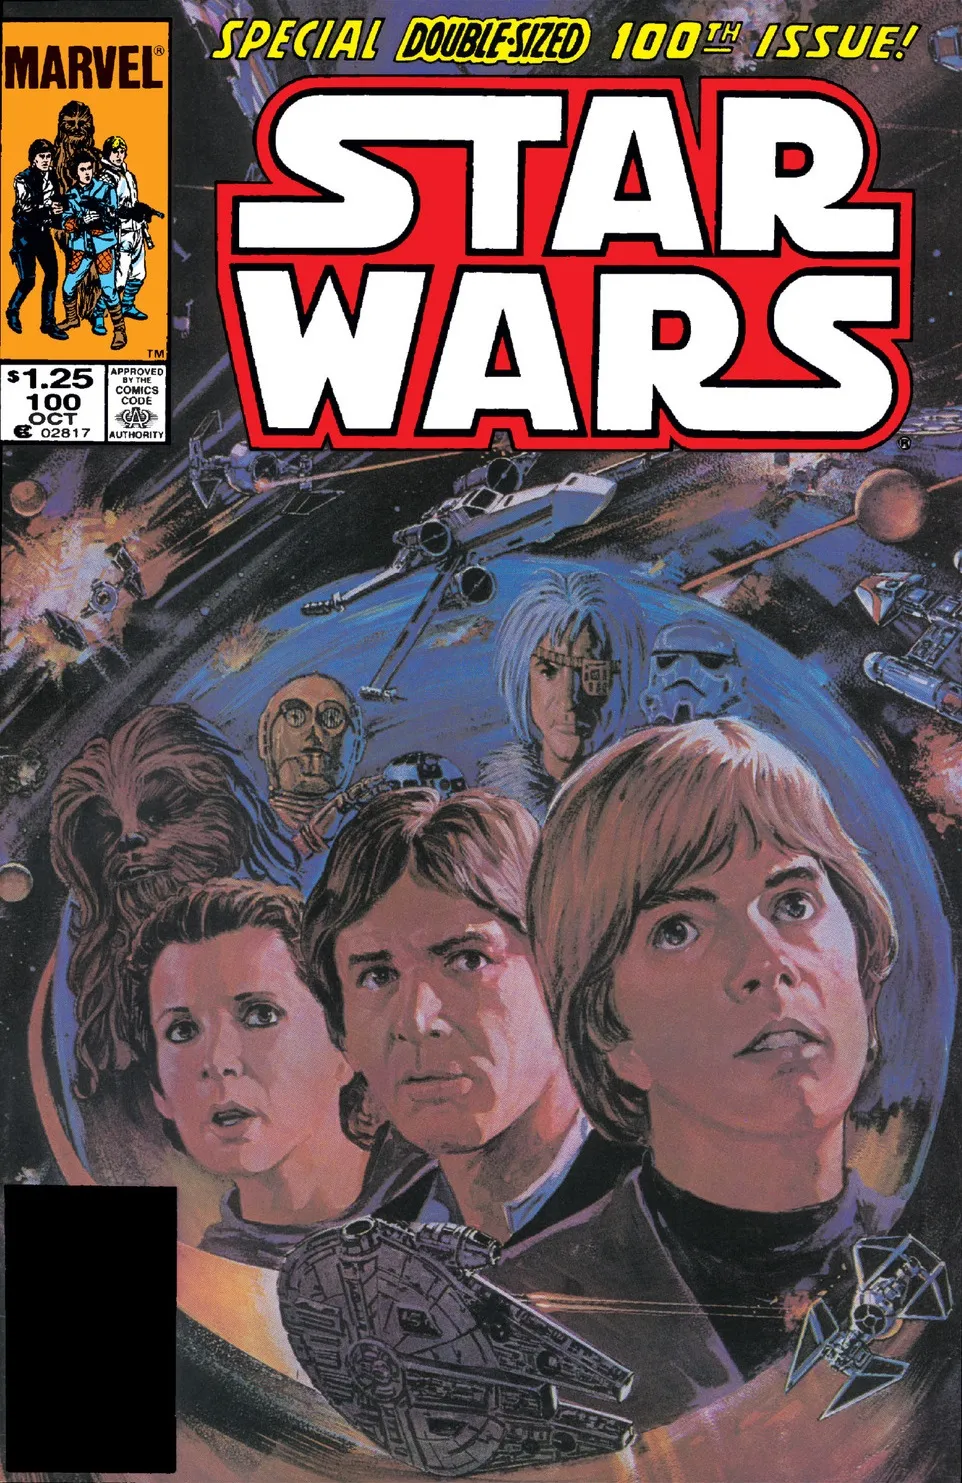 SPECIAL DOUBLE-SIZED 100TH ISSUE!
MARVEL®
STAR
WARS
®
TM
$1.25
100
OCT
02817
APPROVED
BY THE
COMICS
CODE
CA
AUTHORITY